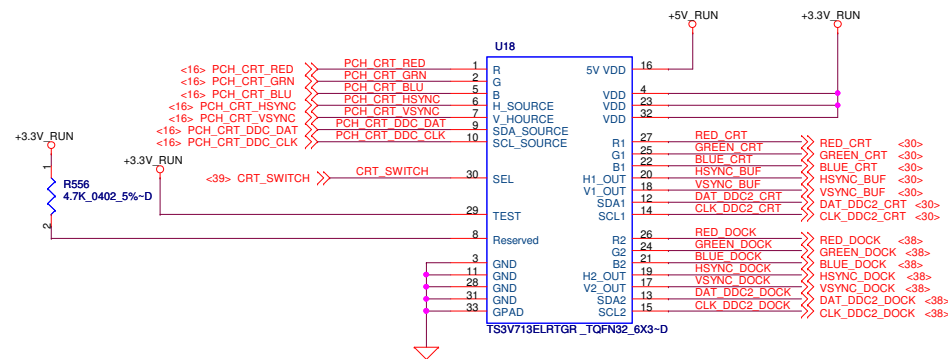 +5V_RUN
+3.3V_RUN
U18
<16> PCH_CRT_RED PCH_CRT_RED 1 R 5V VDD 16
<16> PCH_CRT_GRN PCH_CRT_GRN 2 G
<16> PCH_CRT_BLU PCH_CRT_BLU 5 B VDD 4
<16> PCH_CRT_HSYNC PCH_CRT_HSYNC 6 H_SOURCE VDD 23
<16> PCH_CRT_VSYNC PCH_CRT_VSYNC 7 V_HOURCE VDD 32
<16> PCH_CRT_DDC_DAT PCH_CRT_DDC_DAT 9 SDA_SOURCE
<16> PCH_CRT_DDC_CLK PCH_CRT_DDC_CLK 10 SCL_SOURCE
R1 27 RED_CRT RED_CRT <30>
G1 25 GREEN_CRT GREEN_CRT <30>
B1 22 BLUE_CRT BLUE_CRT <30>
H1_OUT 20 HSYNC_BUF HSYNC_BUF <30>
V1_OUT 18 VSYNC_BUF VSYNC_BUF <30>
SDA1 12 DAT_DDC2_CRT DAT_DDC2_CRT <30>
SCL1 14 CLK_DDC2_CRT CLK_DDC2_CRT <30>
+3.3V_RUN
+3.3V_RUN
<39> CRT_SWITCH CRT_SWITCH 30 SEL
1
R556
4.7K_0402_5%~D
2
29 TEST
8 Reserved
R2 26 RED_DOCK RED_DOCK <38>
G2 24 GREEN_DOCK GREEN_DOCK <38>
B2 21 BLUE_DOCK BLUE_DOCK <38>
H2_OUT 19 HSYNC_DOCK HSYNC_DOCK <38>
V2_OUT 17 VSYNC_DOCK VSYNC_DOCK <38>
SDA2 13 DAT_DDC2_DOCK DAT_DDC2_DOCK <38>
SCL2 15 CLK_DDC2_DOCK CLK_DDC2_DOCK <38>
3 GND
11 GND
28 GND
31 GND
33 GPAD
TS3V713ELRTGR _TQFN32_6X3~D